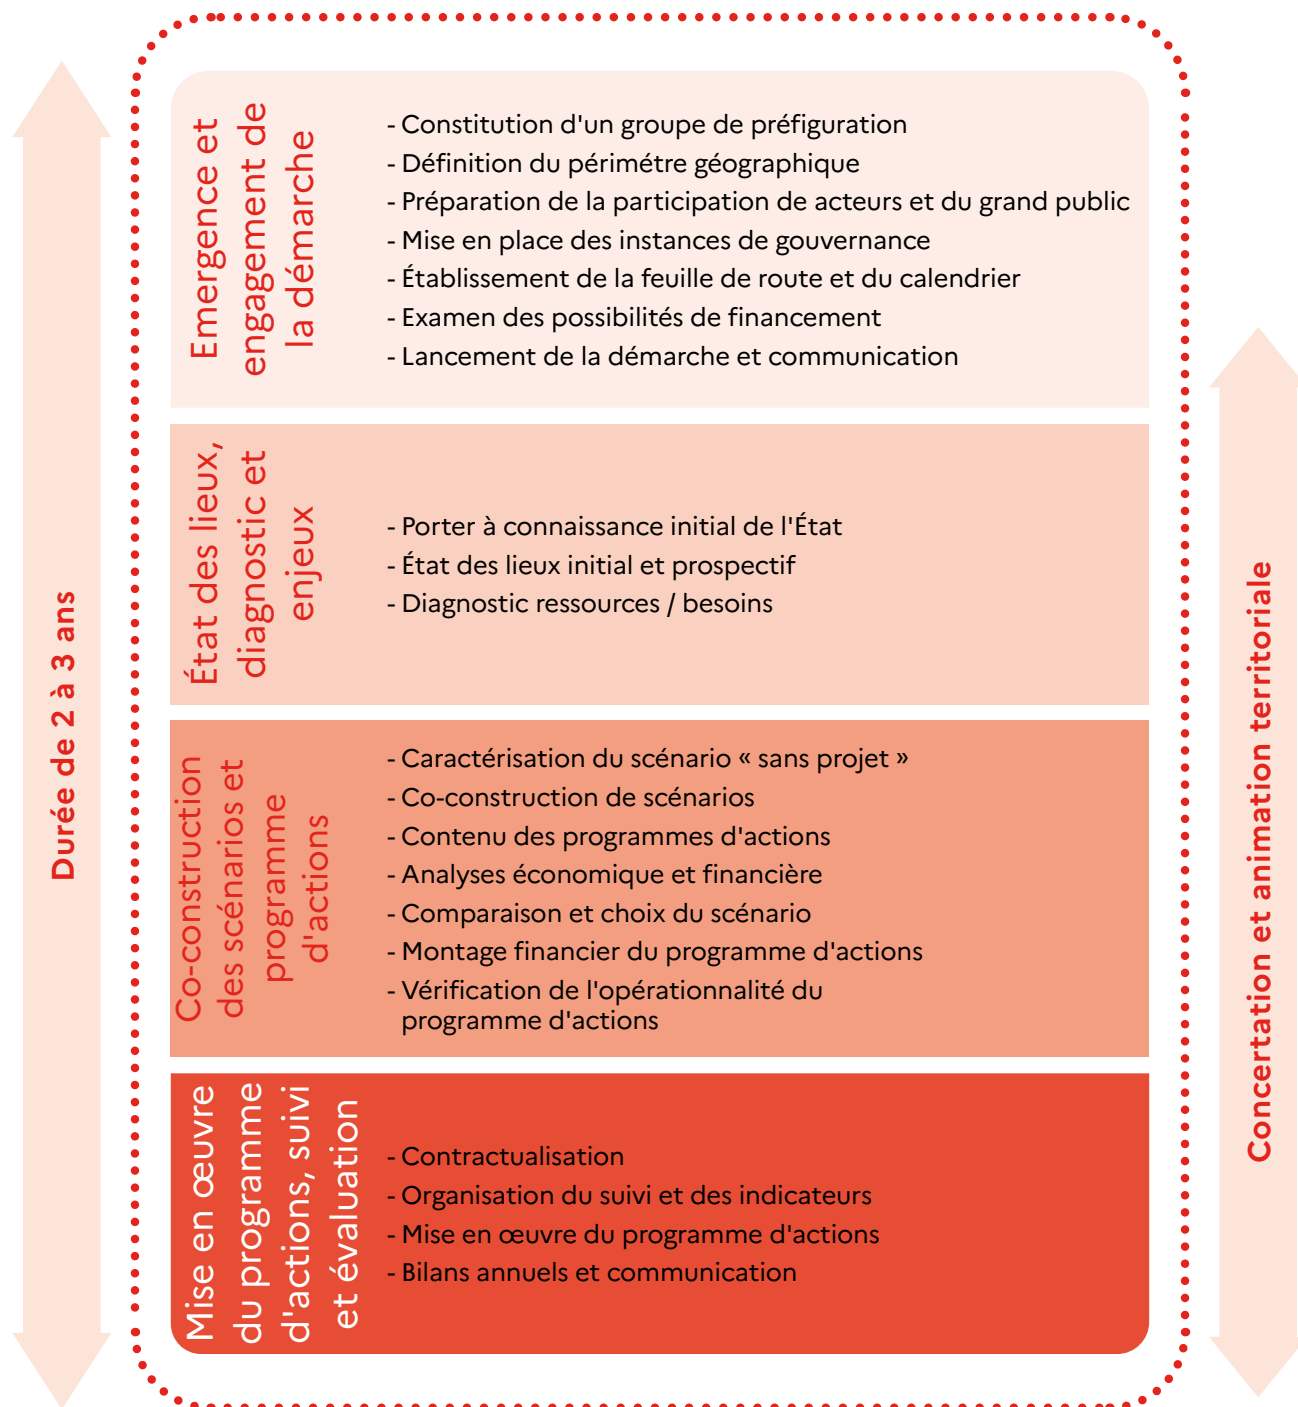 Durée de 2 à 3 ans
Emergence et
engagement de
la démarche
- Constitution d'un groupe de préfiguration
- Définition du périmétre géographique
- Préparation de la participation de acteurs et du grand public
- Mise en place des instances de gouvernance
- Établissement de la feuille de route et du calendrier
- Examen des possibilités de financement
- Lancement de la démarche et communication
État des lieux,
diagnostic et
enjeux
- Porter à connaissance initial de l'État
- État des lieux initial et prospectif
- Diagnostic ressources / besoins
Co-construction
des scénarios et
programme
d'actions
- Caractérisation du scénario « sans projet »
- Co-construction de scénarios
- Contenu des programmes d'actions
- Analyses économique et financière
- Comparaison et choix du scénario
- Montage financier du programme d'actions
- Vérification de l'opérationnalité du
programme d'actions
Mise en œuvre
du programme
d'actions, suivi
et évaluation
- Contractualisation
- Organisation du suivi et des indicateurs
- Mise en œuvre du programme d'actions
- Bilans annuels et communication
Concertation et animation territoriale